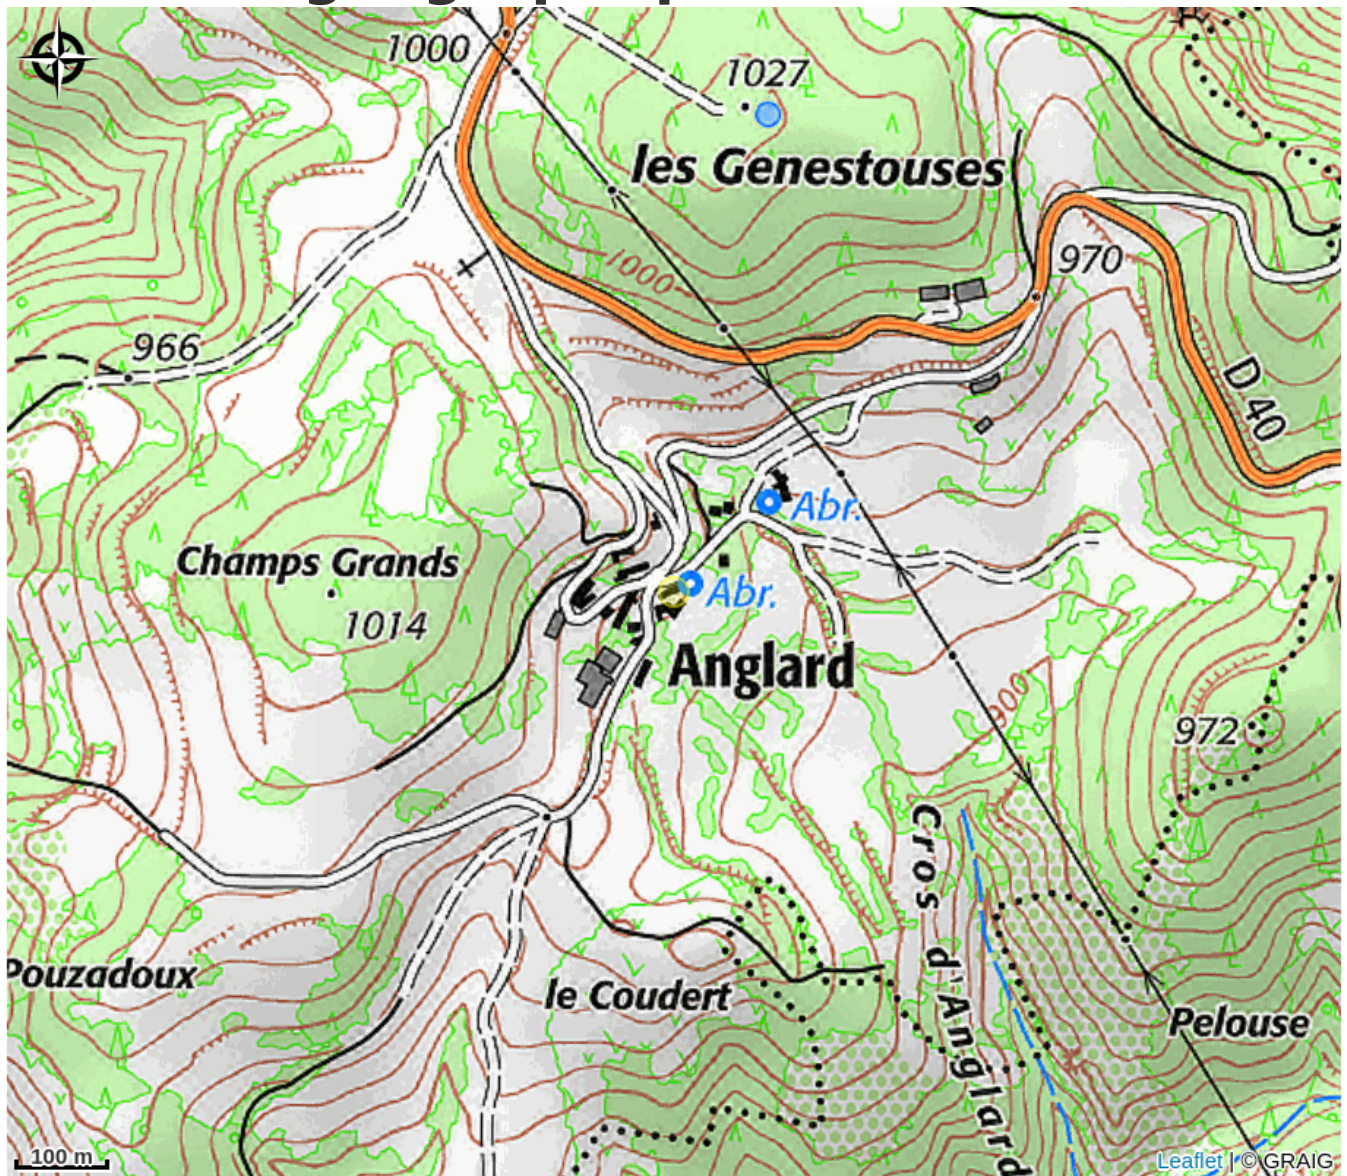 1000
1027
les Genestouses
970
1000
966
D 40
Abr.
Champs Grands
Abr.
1014
Anglard
900
972
Cros d'Anglard
Pouzadoux
le Coudert
Pelouse
100 m
Leaflet | © GRAIG